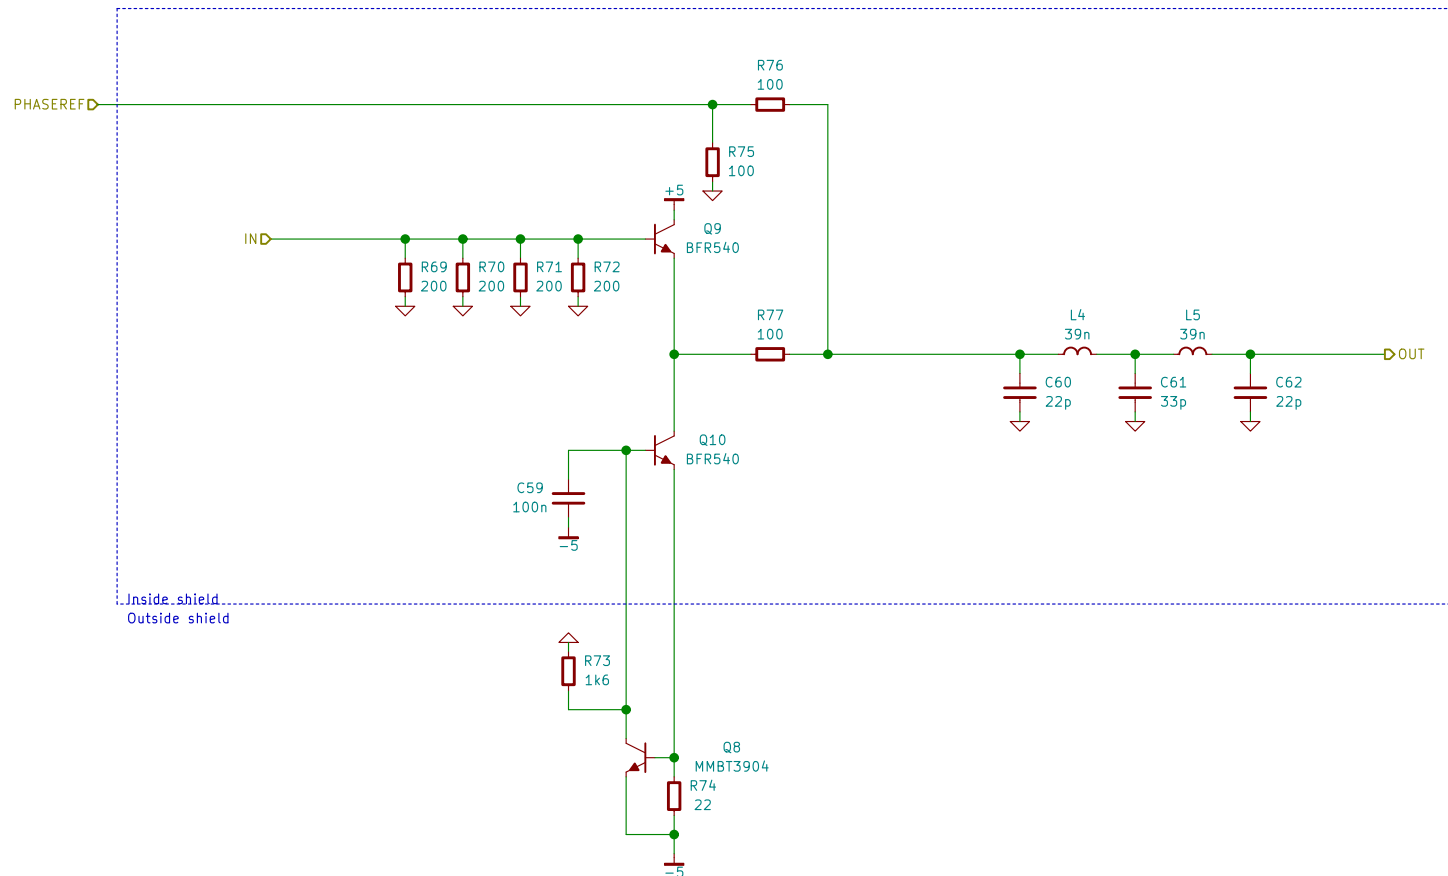 R76
100
PHASEREF
R75
100
+5
Q9
BFR540
IN
R69
200
R70
200
R71
200
R72
200
R77
100
L4
39n
L5
39n
OUT
C60
22p
C61
33p
C62
22p
Q10
BFR540
C59
100n
-5
Inside shield
Outside shield
R73
1k6
Q8
MMBT3904
R74
22
-5